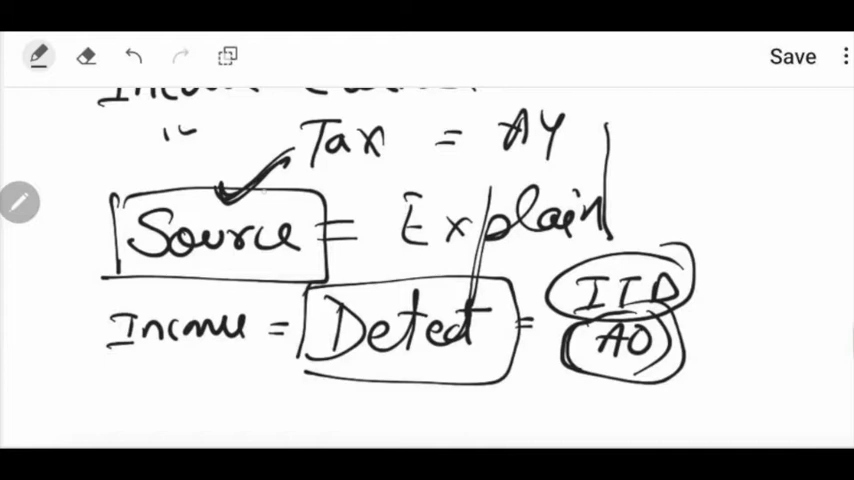 Save
Tax = AY
Source = Explain
Income = Detect = ITD
AO